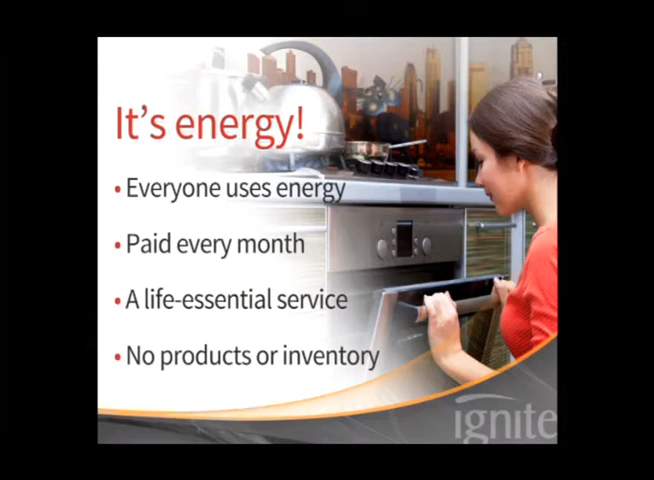 It's energy!
• Everyone uses energy
• Paid every month
• A life-essential service
• No products or inventory
ignite